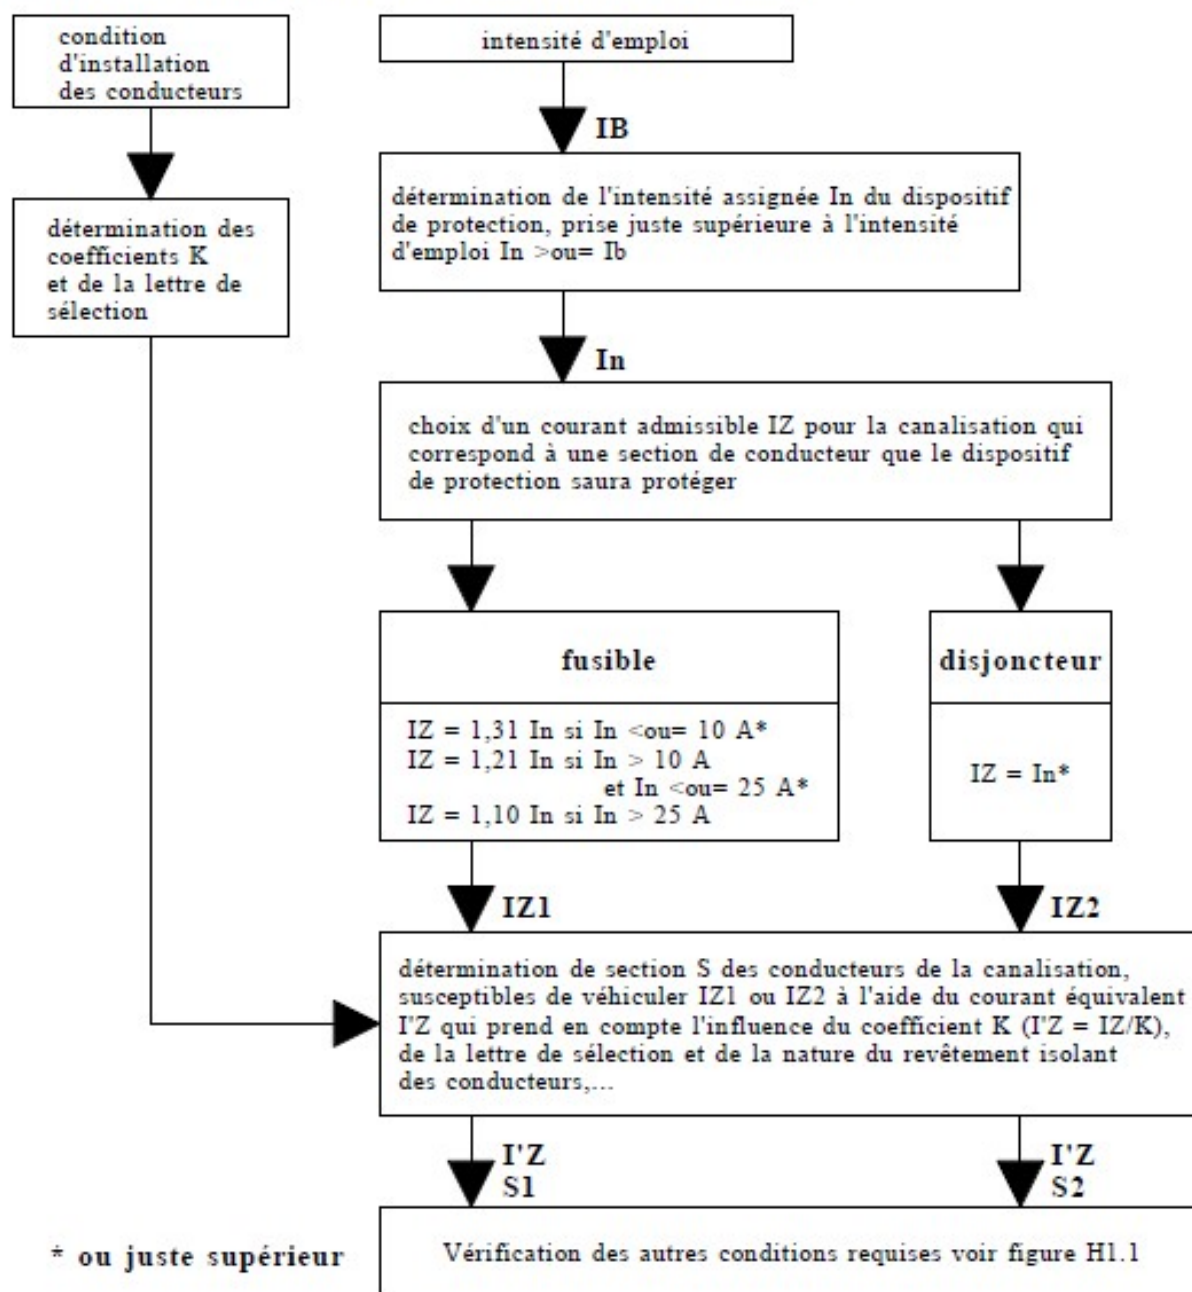 condition
d'installation
des conducteurs
intensité d'emploi
IB
détermination des
coefficients K
et de la lettre de
sélection
détermination de l'intensité assignée In du dispositif
de protection, prise juste supérieure à l'intensité
d'emploi In >ou= Ib
In
choix d'un courant admissible IZ pour la canalisation qui
correspond à une section de conducteur que le dispositif
de protection saura protéger
fusible
IZ = 1,31 In si In <ou= 10 A*
IZ = 1,21 In si In > 10 A
et In <ou= 25 A*
IZ = 1,10 In si In > 25 A
disjoncteur
IZ = In*
IZ1
IZ2
détermination de section S des conducteurs de la canalisation,
susceptibles de véhiculer IZ1 ou IZ2 à l'aide du courant équivalent
I'Z qui prend en compte l'influence du coefficient K (I'Z = IZ/K),
de la lettre de sélection et de la nature du revêtement isolant
des conducteurs,...
I'Z
S1
I'Z
S2
* ou juste supérieur
Vérification des autres conditions requises voir figure H1.1